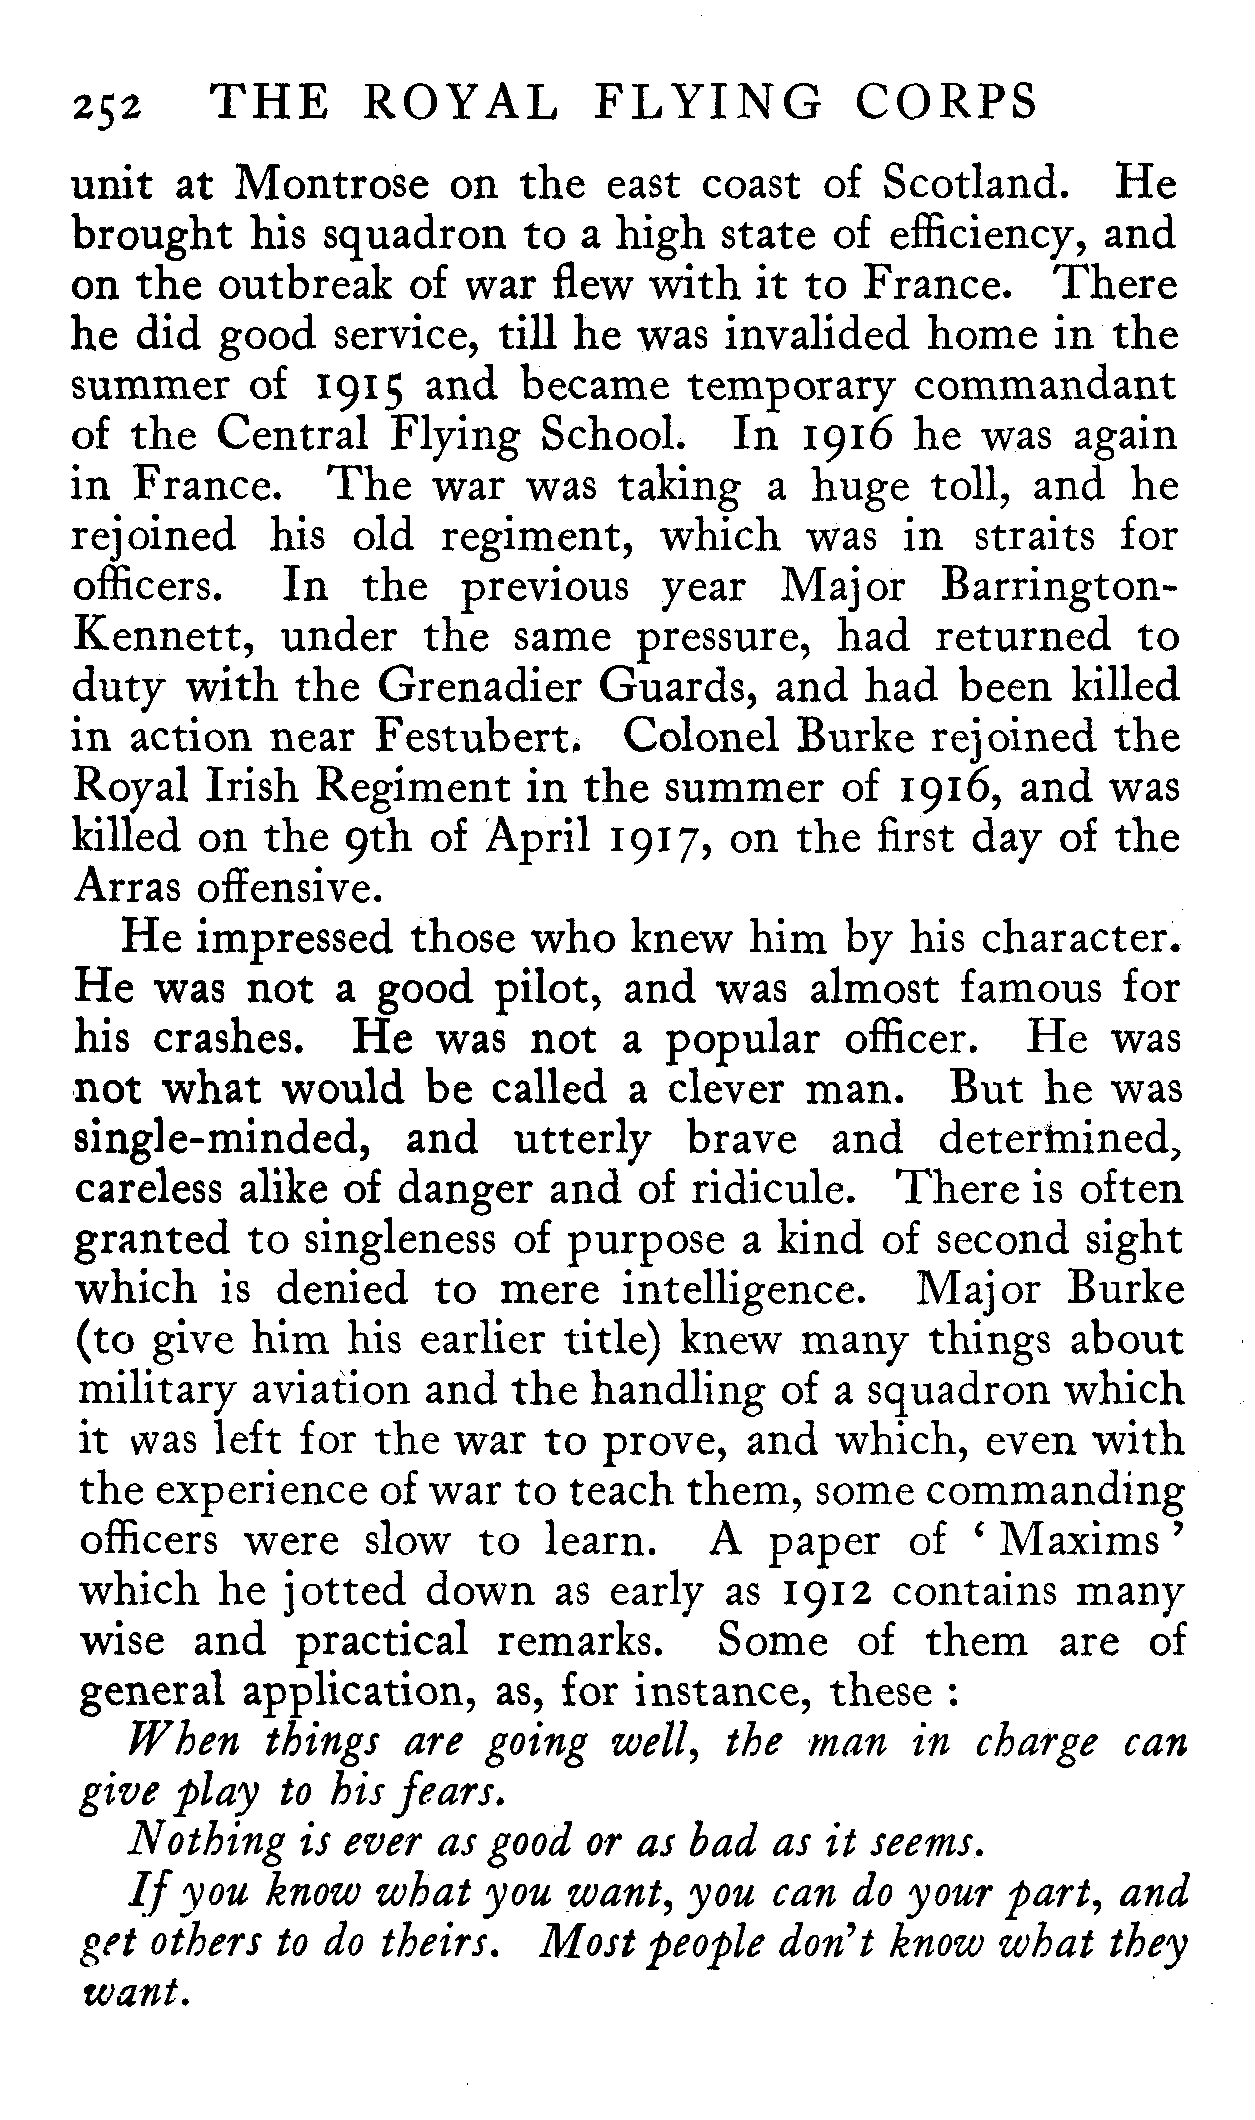 252 THE ROYAL FLYING CORPS
unit at Montrose on the east coast of Scotland. He
brought his squadron to a high state of efficiency, and
on the outbreak of war flew with it to France. There
he did good service, till he was invalided home in the
summer of 1915 and became temporary commandant
of the Central Flying School. In 1916 he was again
in France. The war was taking a huge toll, and he
rejoined his old regiment, which was in straits for
officers. In the previous year Major Barrington-
Kennett, under the same pressure, had returned to
duty with the Grenadier Guards, and had been killed
in action near Festubert. Colonel Burke rejoined the
Royal Irish Regiment in the summer of 1916, and was
killed on the 9th of April 1917, on the first day of the
Arras offensive.
He impressed those who knew him by his character.
He was not a good pilot, and was almost famous for
his crashes. He was not a popular officer. He was
not what would be called a clever man. But he was
single-minded, and utterly brave and determined,
careless alike of danger and of ridicule. There is often
granted to singleness of purpose a kind of second sight
which is denied to mere intelligence. Major Burke
(to give him his earlier title) knew many things about
military aviation and the handling of a squadron which
it was left for the war to prove, and which, even with
the experience of war to teach them, some commanding
officers were slow to learn. A paper of ‘ Maxims ’
which he jotted down as early as 1912 contains many
wise and practical remarks. Some of them are of
general application, as, for instance, these :
When things are going well, the man in charge can
give play to his fears.
Nothing is ever as good or as bad as it seems.
If you know what you want, you can do your part, and
get others to do theirs. Most people don't know what they
want.